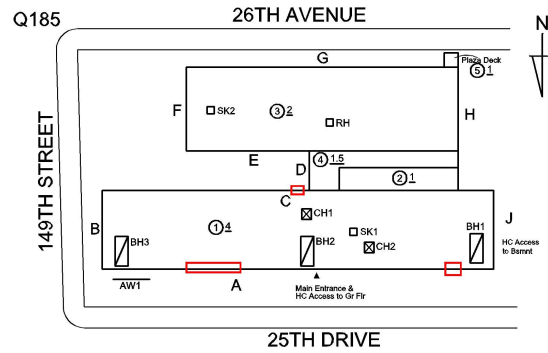 Q185
26TH AVENUE
N
G
Plaza Deck
5 1
F
SK2
3 2
RH
H
149TH STREET
E
D
4 1.5
2 1
C
B
1 4
CH1
SK1
CH2
BH3
BH2
BH1
J
HC Access
to Bsmnt
AW1
A
Main Entrance &
HC Access to Gr Flr
25TH DRIVE